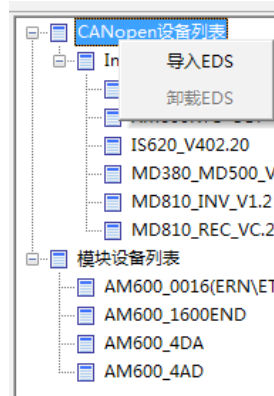 CANopen设备列表
In
导入EDS
卸载EDS
IS620_V402.20
MD380_MD500_V
MD810_INV_V1.2
MD810_REC_VC.2
模块设备列表
AM600_0016(ERN\ET
AM600_1600END
AM600_4DA
AM600_4AD